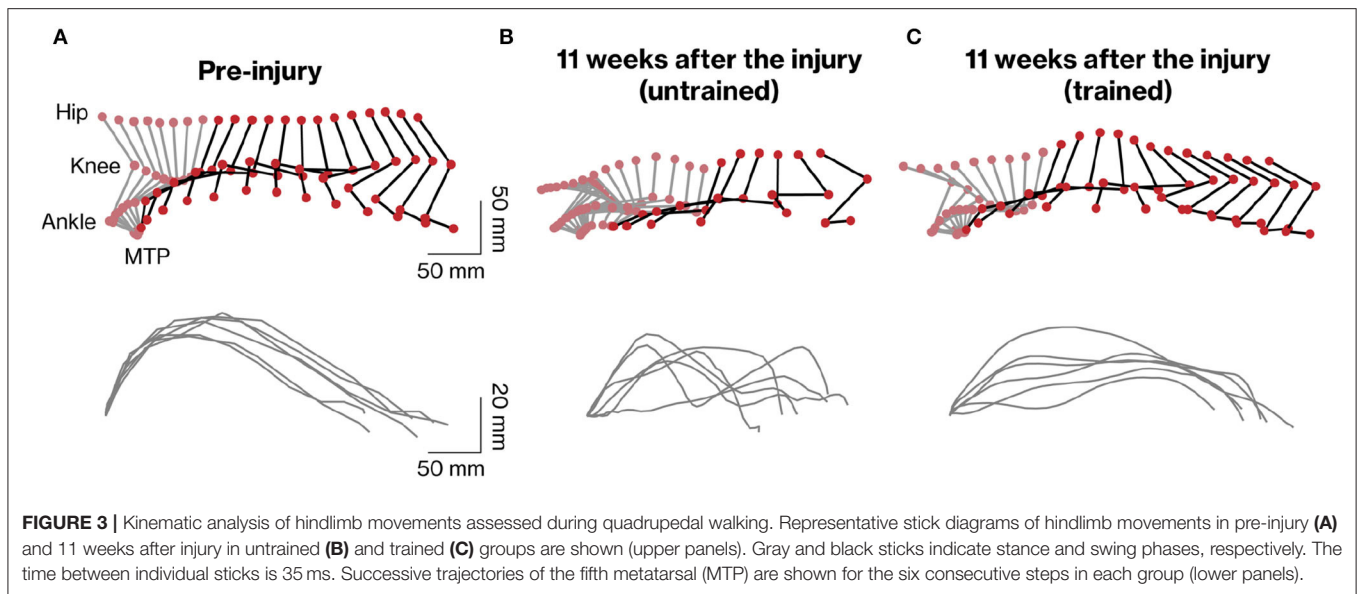 A
Pre-injury
Hip
Knee
Ankle
MTP
50 mm
50 mm
20 mm
50 mm
B
11 weeks after the injury
(untrained)
C
11 weeks after the injury
(trained)
FIGURE 3 | Kinematic analysis of hindlimb movements assessed during quadrupedal walking. Representative stick diagrams of hindlimb movements in pre-injury (A)
and 11 weeks after injury in untrained (B) and trained (C) groups are shown (upper panels). Gray and black sticks indicate stance and swing phases, respectively. The
time between individual sticks is 35 ms. Successive trajectories of the fifth metatarsal (MTP) are shown for the six consecutive steps in each group (lower panels).